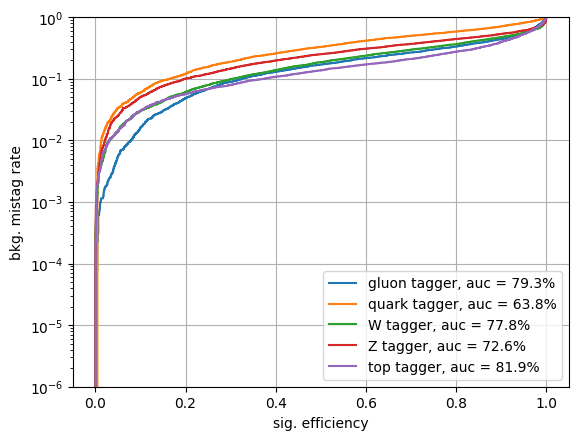 10⁰
10⁻¹
10⁻²
10⁻³
10⁻⁴
10⁻⁵
10⁻⁶
bkg. mistag rate
gluon tagger, auc = 79.3%
quark tagger, auc = 63.8%
W tagger, auc = 77.8%
Z tagger, auc = 72.6%
top tagger, auc = 81.9%
0.0 0.2 0.4 0.6 0.8 1.0
sig. efficiency